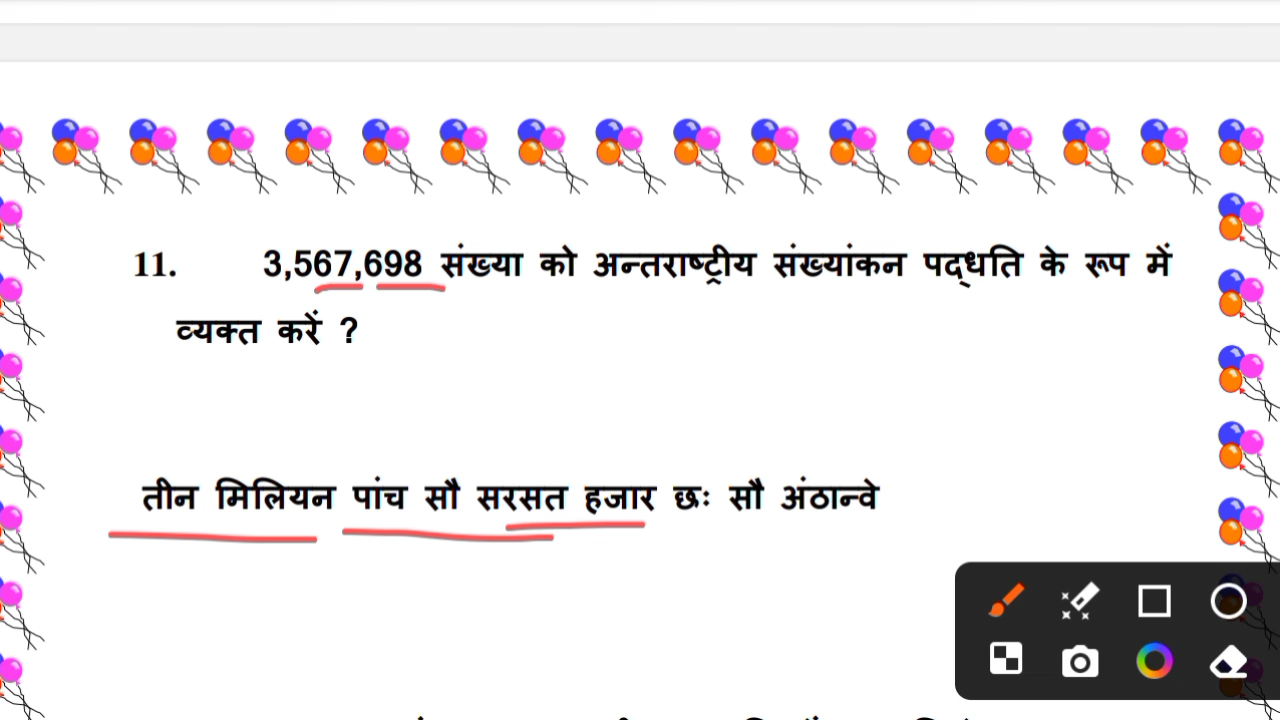 11. 3,567,698 संख्या को अन्तराष्ट्रीय संख्यांकन पद्धति के रूप में
व्यक्त करें ?
तीन मिलियन पांच सौ सरसत हजार छः सौ अंठान्वे